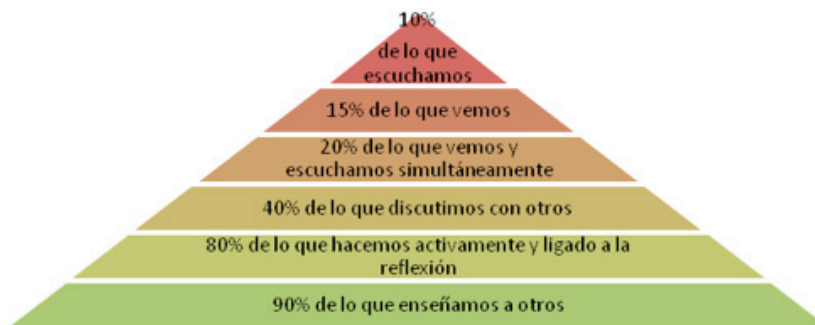 10%
de lo que
escuchamos
15% de lo que vemos
20% de lo que vemos y
escuchamos simultáneamente
40% de lo que discutimos con otros
80% de lo que hacemos activamente y ligado a la
reflexión
90% de lo que enseñamos a otros